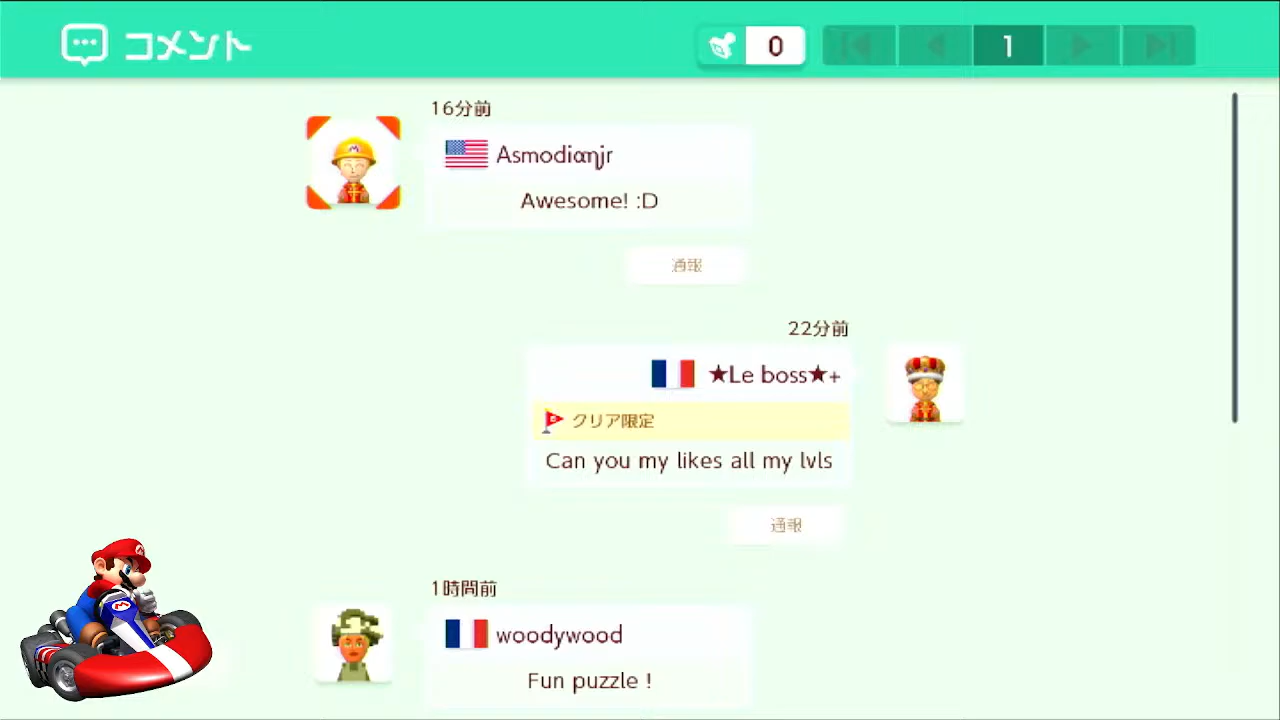 コメント
0
1
16分前
Asmodianjr
Awesome! :D
通報
22分前
★Le boss★+
クリア限定
Can you my likes all my lvls
通報
1時間前
woodywood
Fun puzzle !